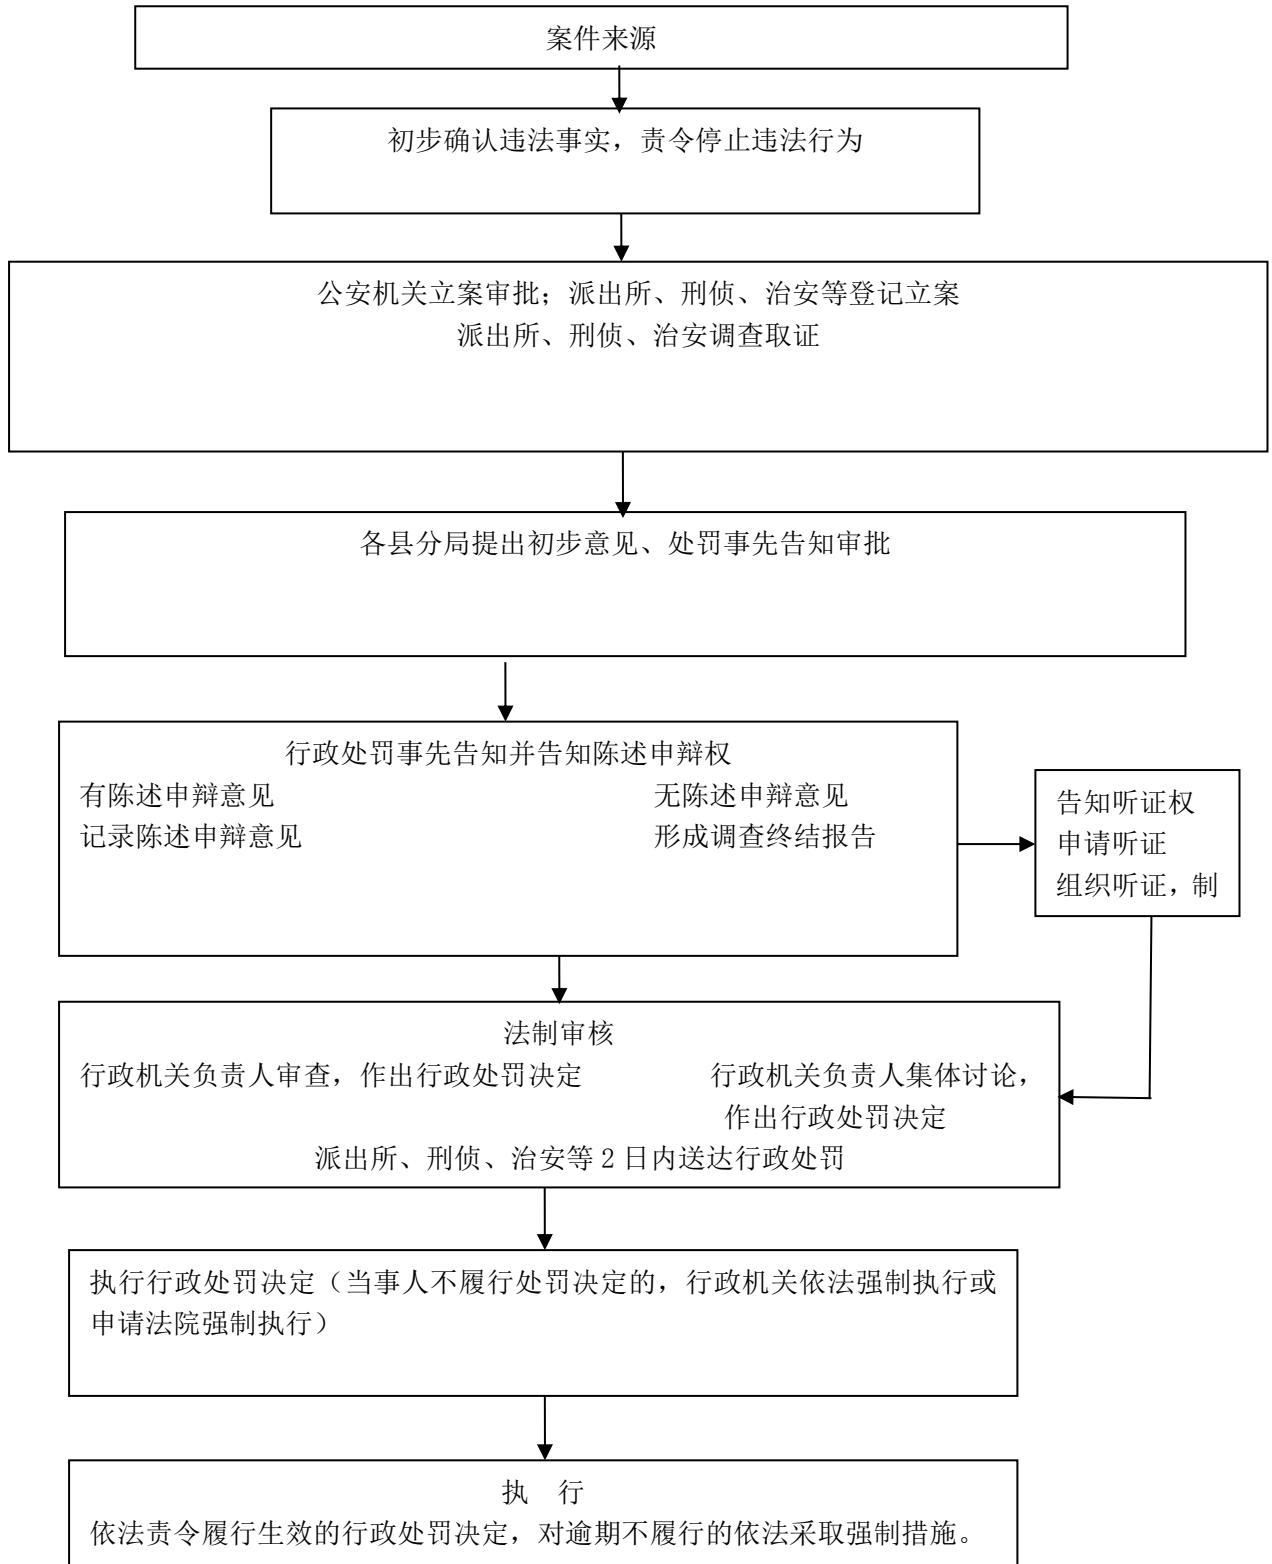 案件来源
初步确认违法事实，责令停止违法行为
公安机关立案审批；派出所、刑侦、治安等登记立案
派出所、刑侦、治安调查取证
各县分局提出初步意见、处罚事先告知审批
行政处罚事先告知并告知陈述申辩权
有陈述申辩意见 无陈述申辩意见
记录陈述申辩意见 形成调查终结报告
告知听证权
申请听证
组织听证，制
法制审核
行政机关负责人审查，作出行政处罚决定 行政机关负责人集体讨论，
作出行政处罚决定
派出所、刑侦、治安等 2 日内送达行政处罚
执行行政处罚决定（当事人不履行处罚决定的，行政机关依法强制执行或
申请法院强制执行）
执 行
依法责令履行生效的行政处罚决定，对逾期不履行的依法采取强制措施。